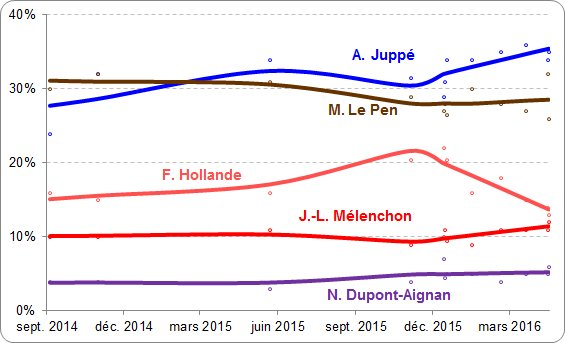 40%
A. Juppé
30%
M. Le Pen
20%
F. Hollande
J.-L. Mélenchon
10%
N. Dupont-Aignan
0%
sept. 2014 déc. 2014 mars 2015 juin 2015 sept. 2015 déc. 2015 mars 2016